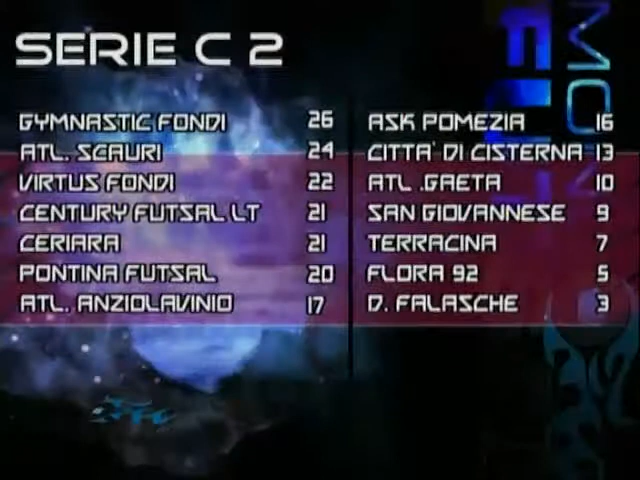 SERIE C 2
GYMNASTIC FONDI 26
ATL. SCAURI 24
VIRTUS FONDI 22
CENTURY FUTSAL LT 21
CERIARA 21
PONTINA FUTSAL 20
ATL. ANZIOLAVINIO 17
ASK POMEZIA 16
CITTA' DI CISTERNA 13
ATL .GAETA 10
SAN GIOVANNESE 9
TERRACINA 7
FLORA 92 5
D. FALASCHE 3